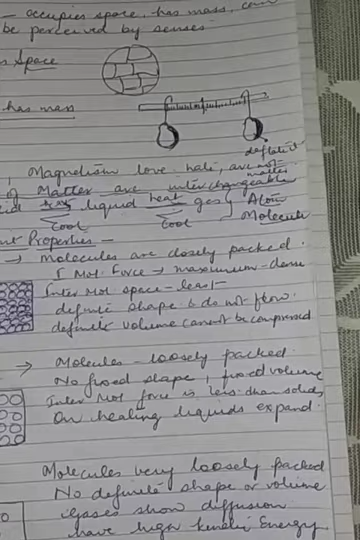 - occupies space, has mass, can
be perceived by senses
Space
has mass
deflated
, Magnetism love hate, are not
matter
of Matter are interchangeable
liquid heat gas Atom
Cool Cool Molecule
Properties -
→ Molecules are closely packed.
I Mol. Force → maximum - dense
Inter Mol space - least
definite shape & do not flow.
definite volume cannot be compressed
→ Molecules - loosely packed
No fixed shape, fixed volume
Inter Mol force is less than solids
On heating liquids expand.
Molecules very loosely packed
No definite shape or volume
Gases show diffusion
have high kinetic Energy